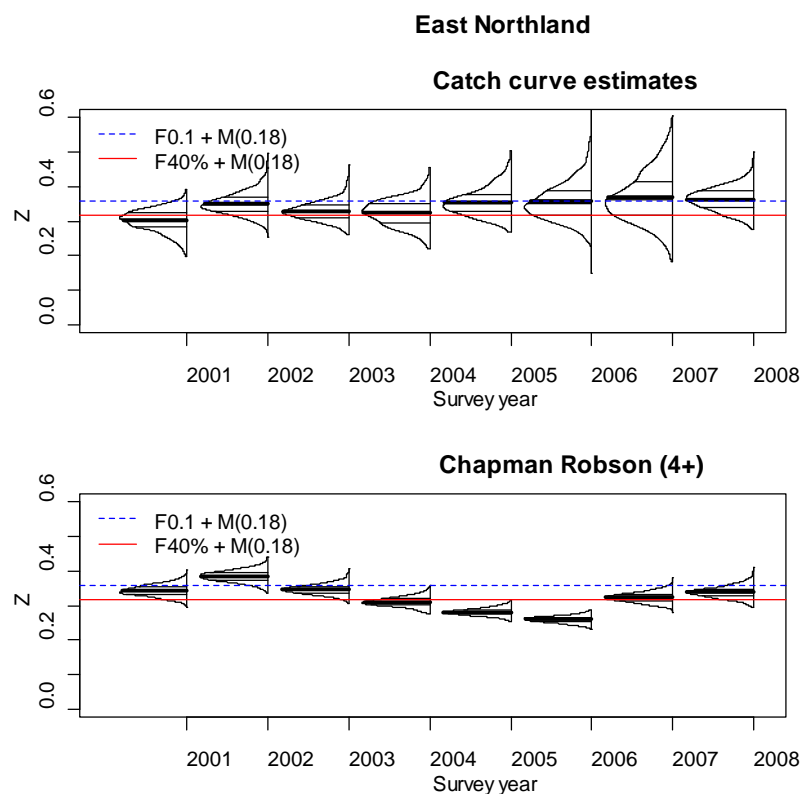 East Northland
Catch curve estimates
F0.1 + M(0.18)
F40% + M(0.18)
Z
0.0 0.2 0.4 0.6
2001 2002 2003 2004 2005 2006 2007 2008
Survey year
Chapman Robson (4+)
F0.1 + M(0.18)
F40% + M(0.18)
Z
0.0 0.2 0.4 0.6
2001 2002 2003 2004 2005 2006 2007 2008
Survey year